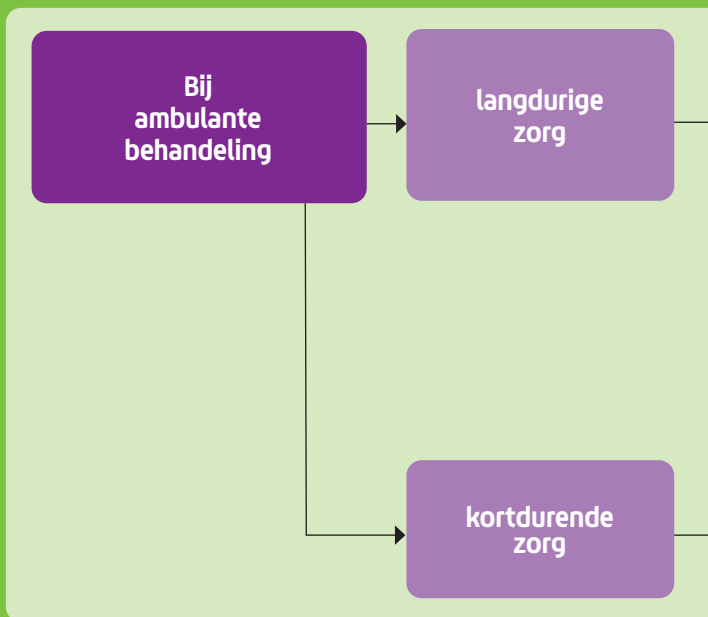 Bij
ambulante
behandeling
langdurige
zorg
kortdurende
zorg